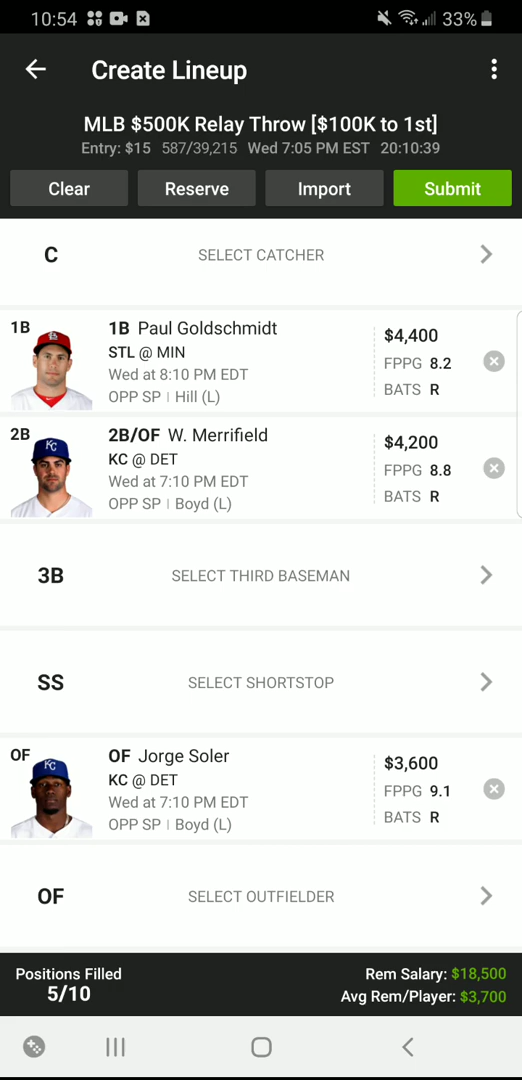 10:54 33%
Create Lineup
MLB $500K Relay Throw [$100K to 1st]
Entry: $15 587/39,215 Wed 7:05 PM EST 20:10:39
Clear Reserve Import Submit
C SELECT CATCHER
1B 1B Paul Goldschmidt $4,400
STL @ MIN FPPG 8.2
Wed at 8:10 PM EDT BATS R
OPP SP | Hill (L)
2B 2B/OF W. Merrifield $4,200
KC @ DET FPPG 8.8
Wed at 7:10 PM EDT BATS R
OPP SP | Boyd (L)
3B SELECT THIRD BASEMAN
SS SELECT SHORTSTOP
OF OF Jorge Soler $3,600
KC @ DET FPPG 9.1
Wed at 7:10 PM EDT BATS R
OPP SP | Boyd (L)
OF SELECT OUTFIELDER
Positions Filled Rem Salary: $18,500
5/10 Avg Rem/Player: $3,700